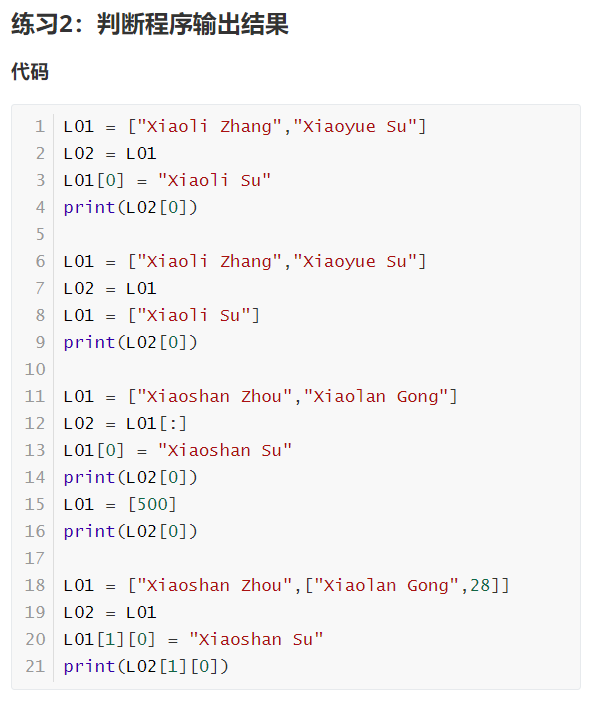 练习2：判断程序输出结果
代码
1 L01 = ["Xiaoli Zhang","Xiaoyue Su"]
2 L02 = L01
3 L01[0] = "Xiaoli Su"
4 print(L02[0])
5
6 L01 = ["Xiaoli Zhang","Xiaoyue Su"]
7 L02 = L01
8 L01 = ["Xiaoli Su"]
9 print(L02[0])
10
11 L01 = ["Xiaoshan Zhou","Xiaolan Gong"]
12 L02 = L01[:]
13 L01[0] = "Xiaoshan Su"
14 print(L02[0])
15 L01 = [500]
16 print(L02[0])
17
18 L01 = ["Xiaoshan Zhou",["Xiaolan Gong",28]]
19 L02 = L01
20 L01[1][0] = "Xiaoshan Su"
21 print(L02[1][0])